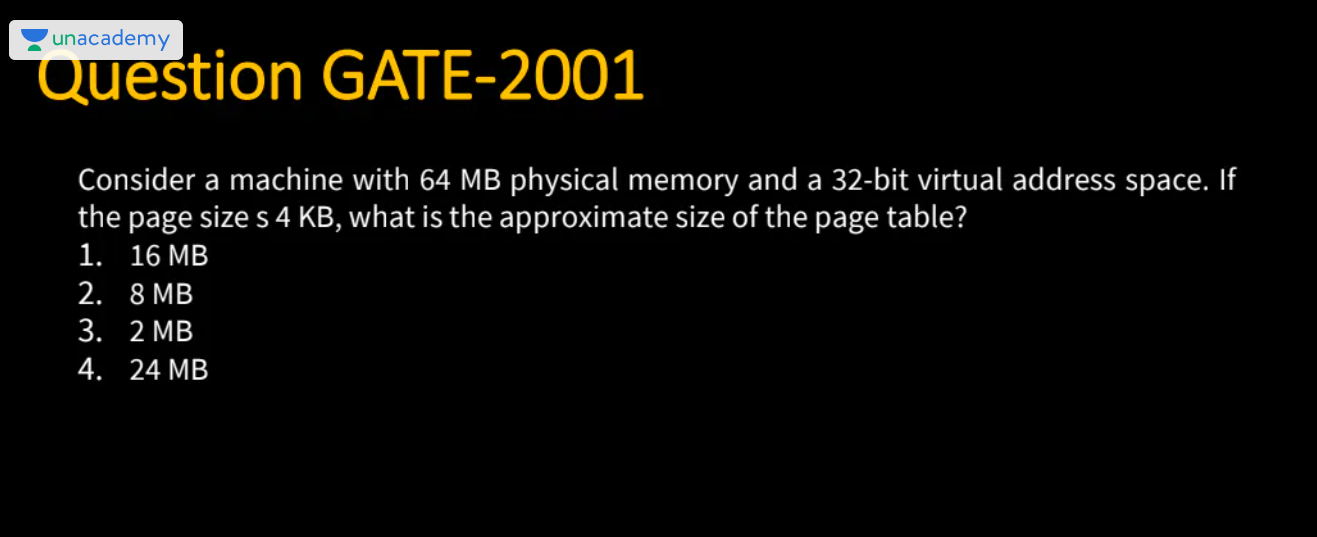 unacademy
Question GATE-2001
Consider a machine with 64 MB physical memory and a 32-bit virtual address space. If
the page size s 4 KB, what is the approximate size of the page table?
1. 16 MB
2. 8 MB
3. 2 MB
4. 24 MB